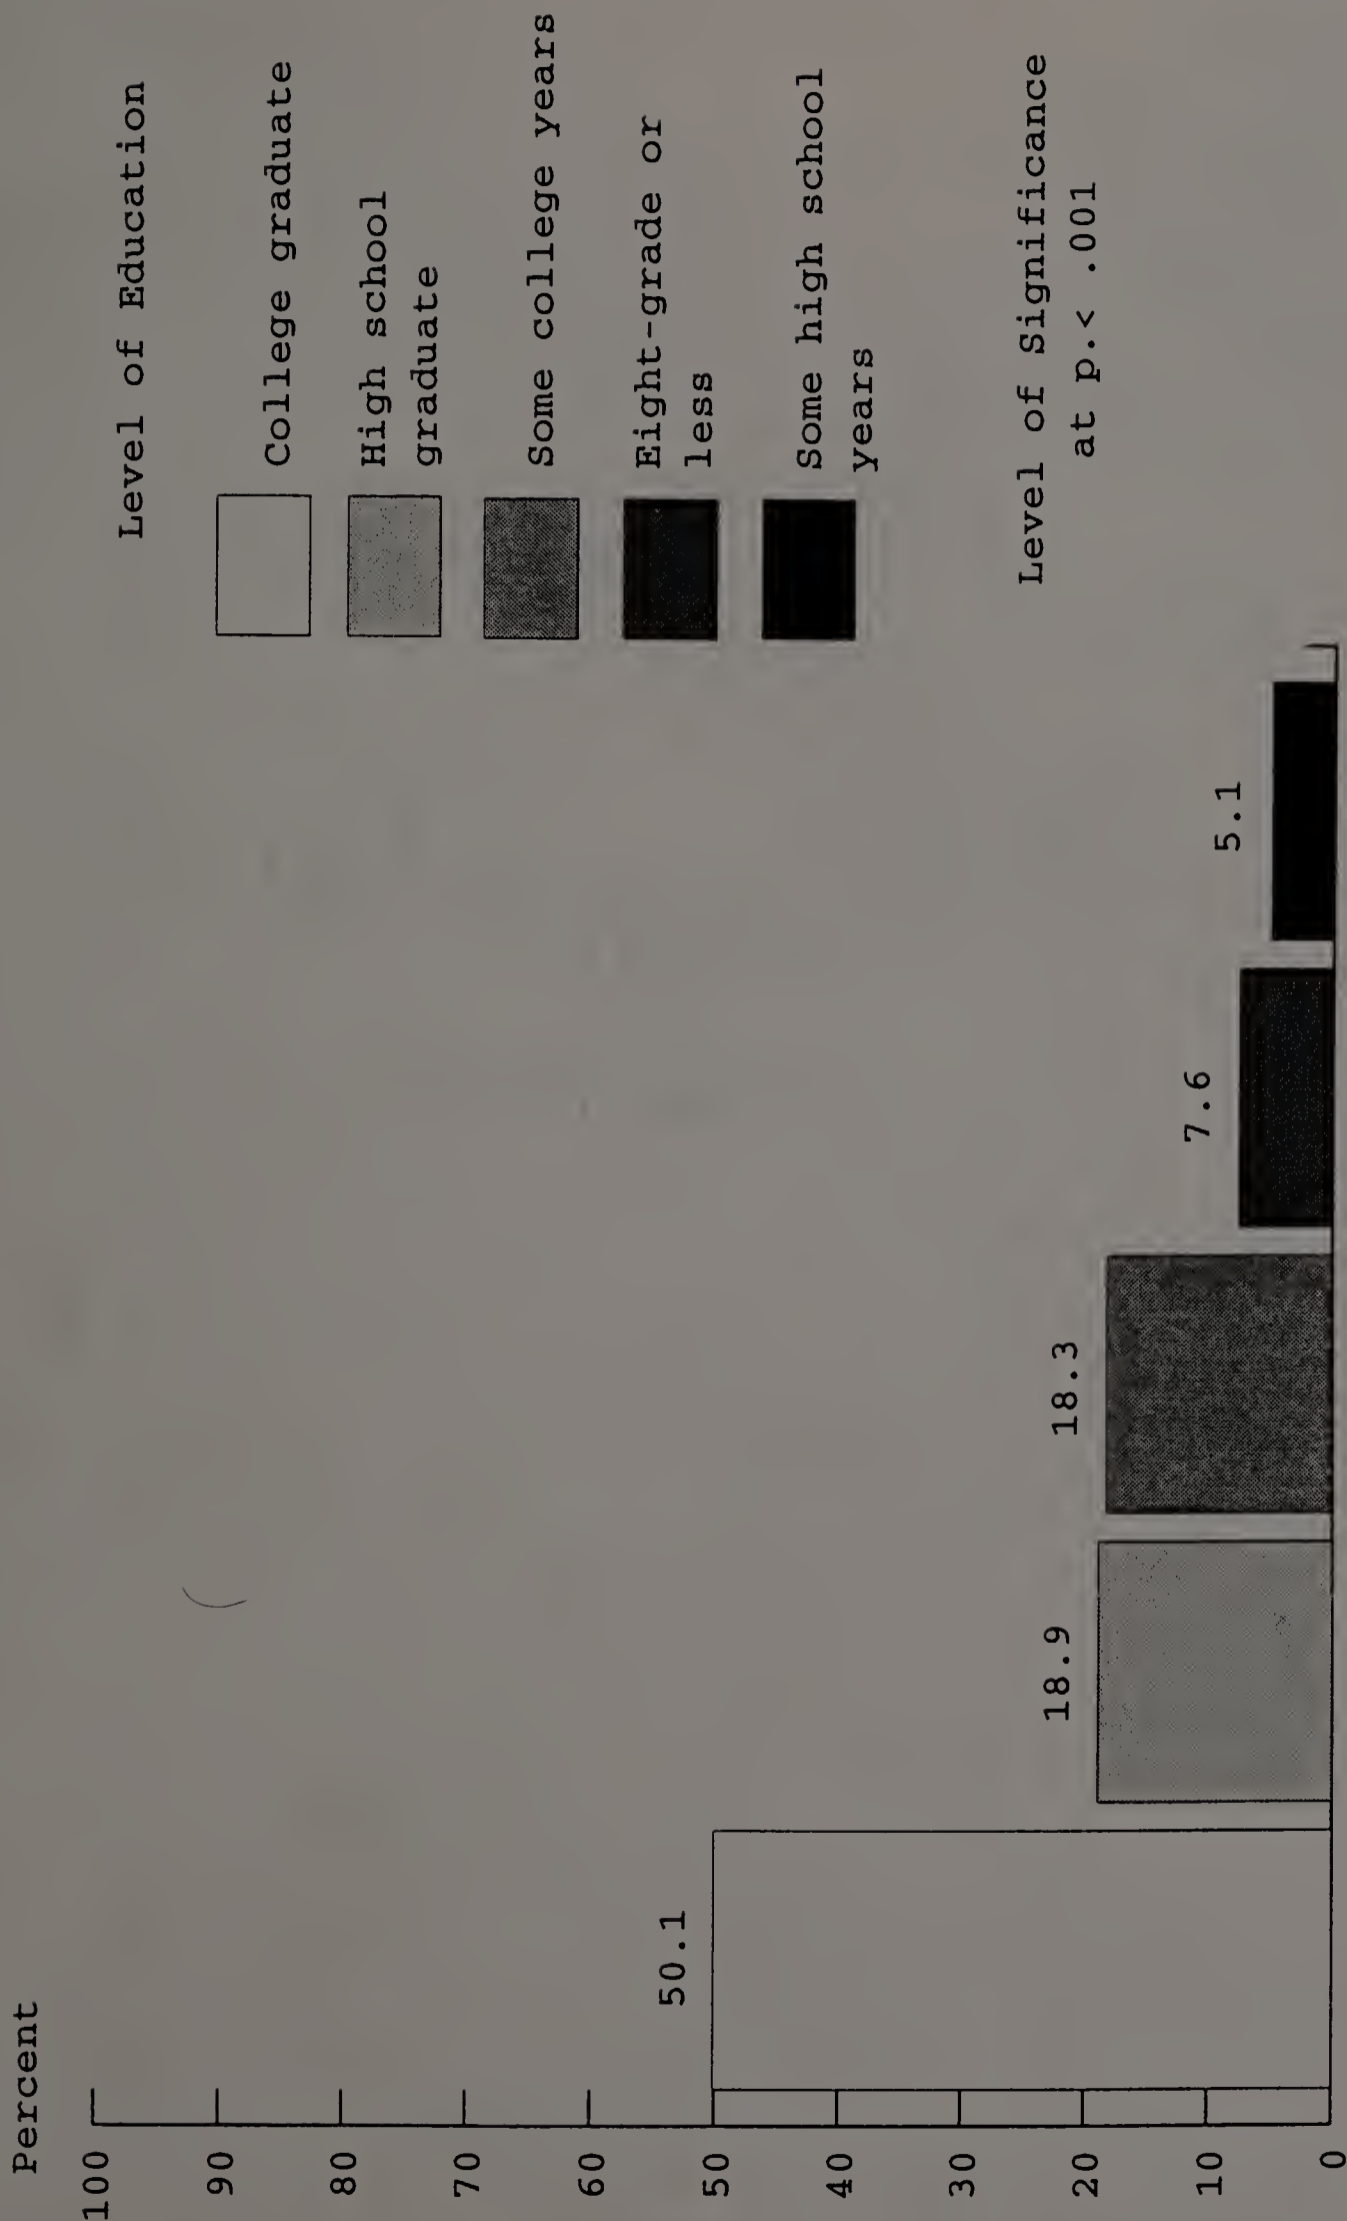 Percent
100
90
80
70
60
50
40
30
20
10
0
50.1
18.9
18.3
7.6
5.1
Level of Education
College graduate
High school
graduate
Some college years
Eight-grade or
less
Some high school
years
Level of Significance
at p.< .001